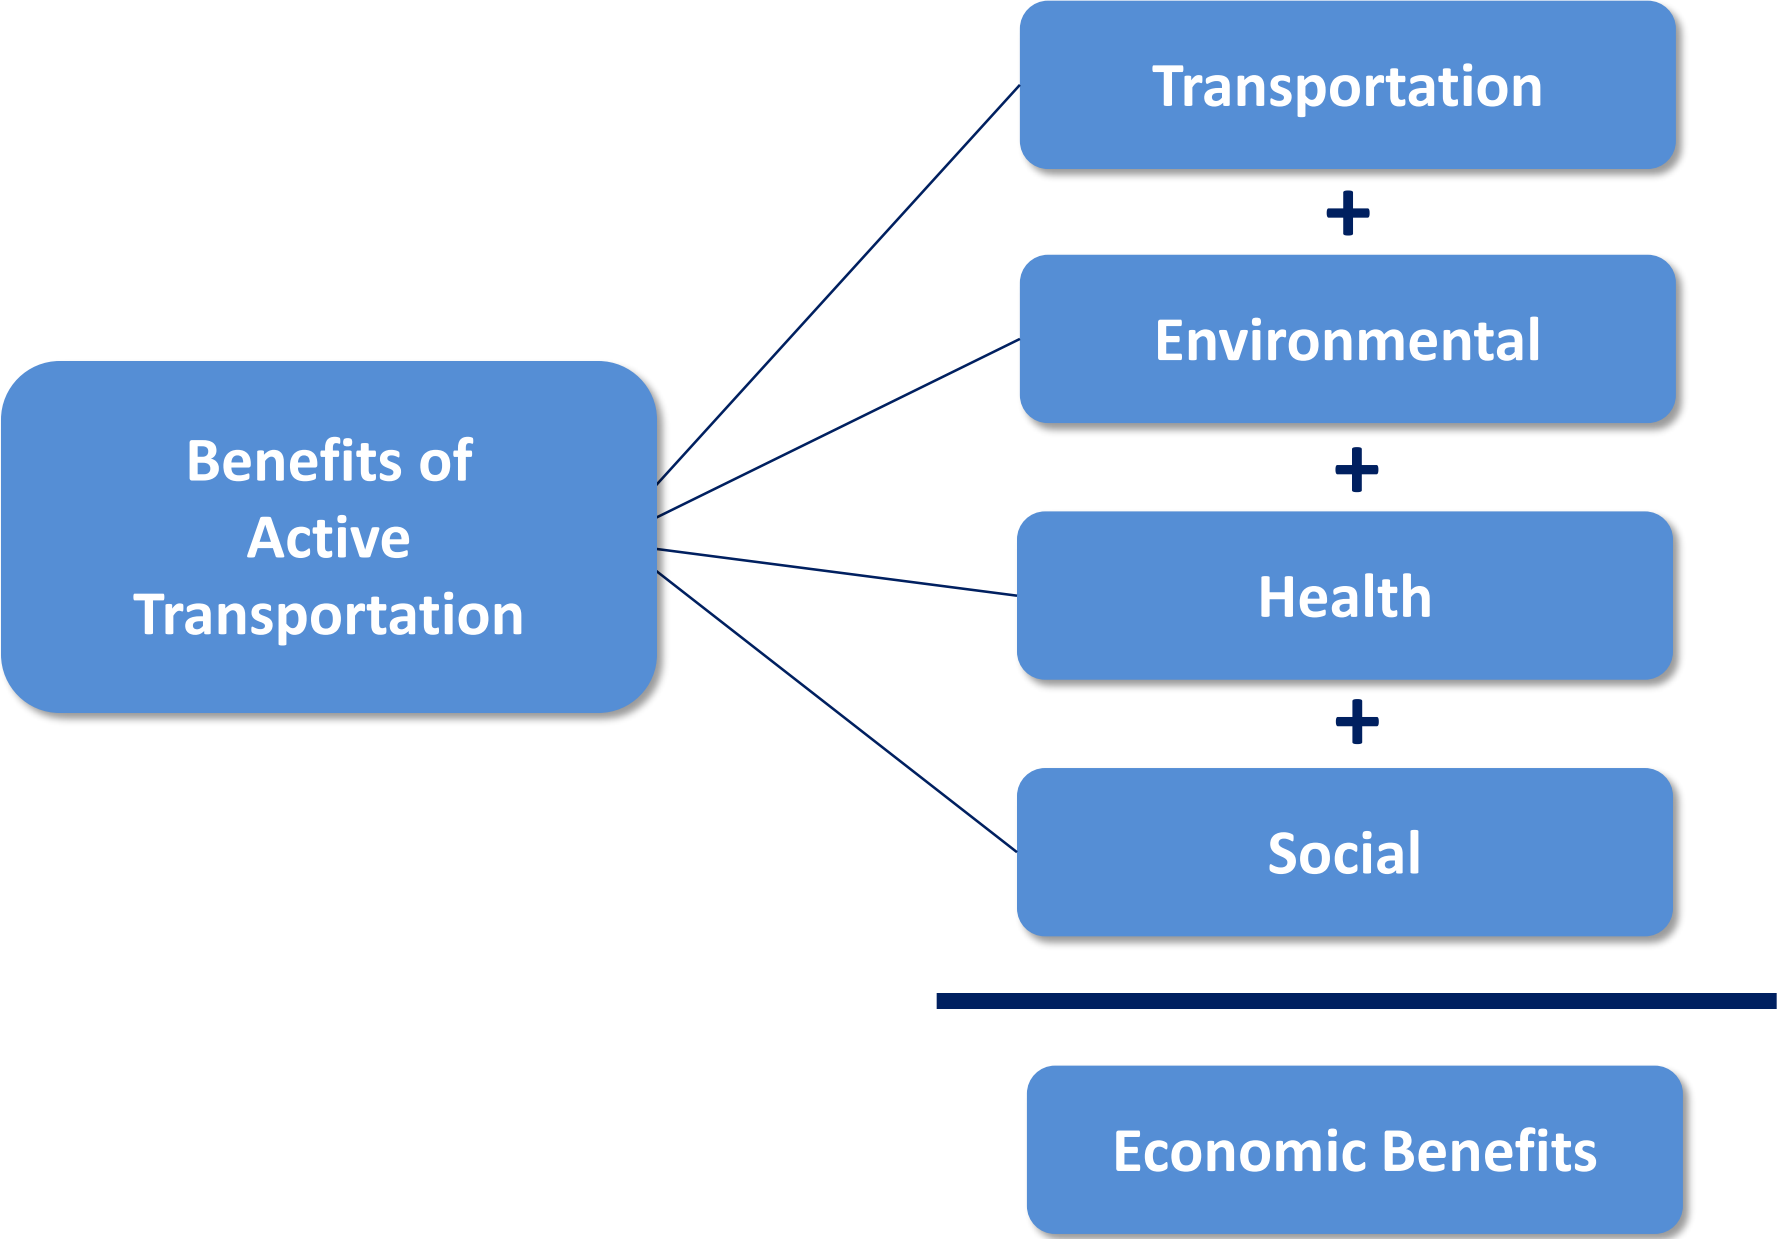 Benefits of
Active
Transportation
Transportation
+
Environmental
+
Health
+
Social
Economic Benefits